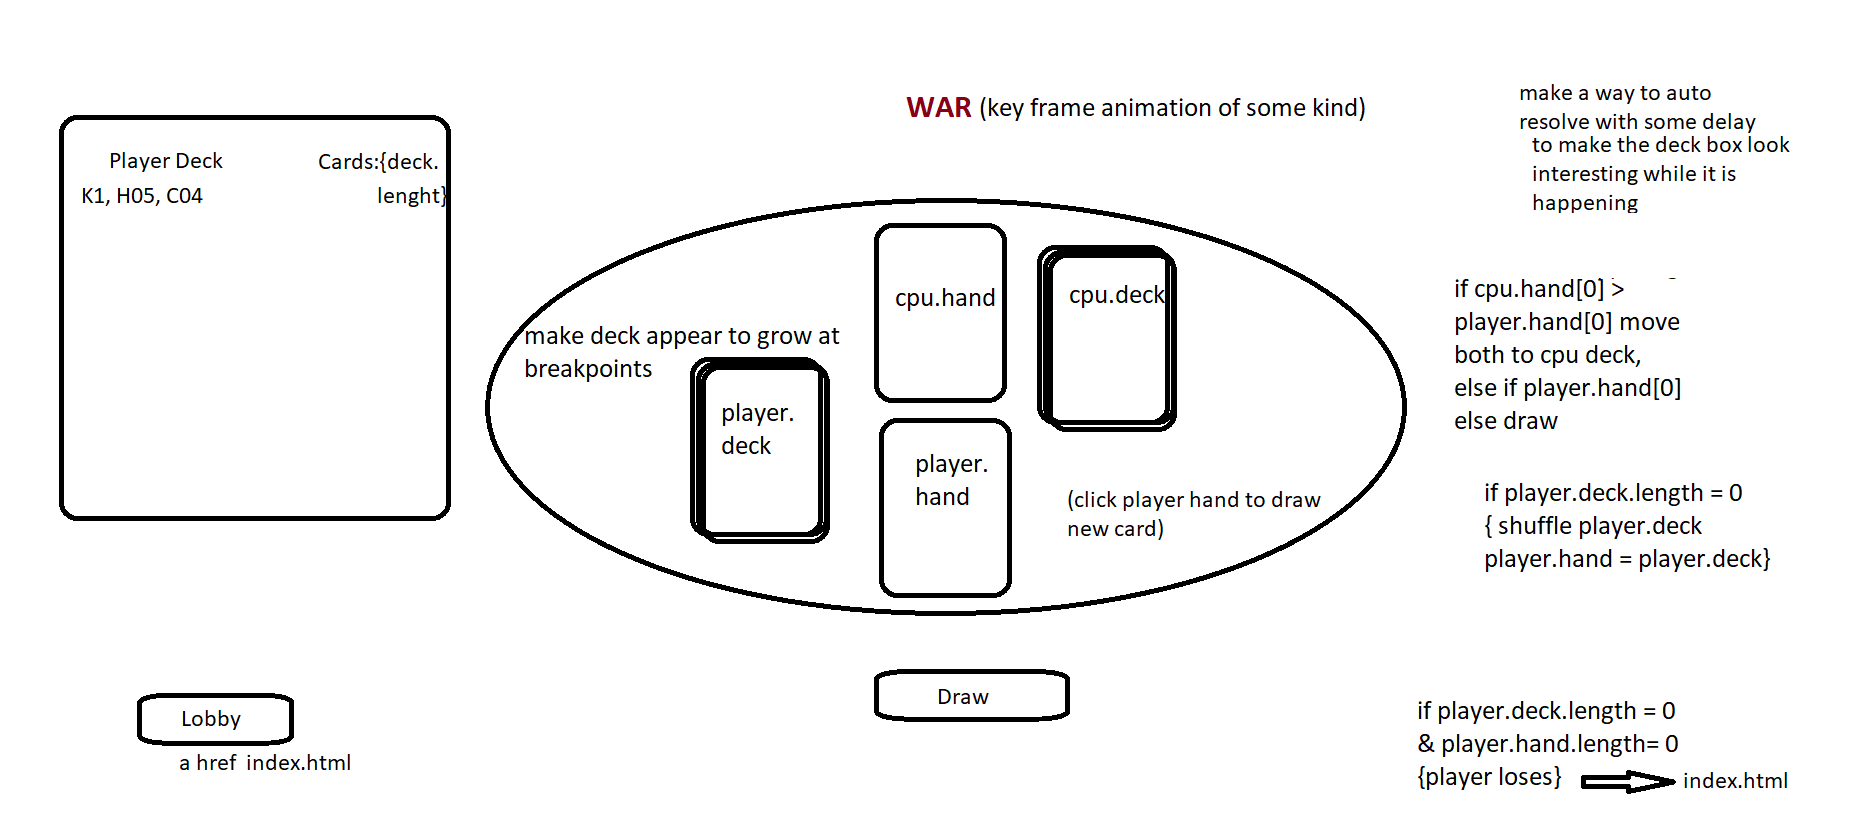 WAR (key frame animation of some kind)
make a way to auto
resolve with some delay
to make the deck box look
interesting while it is
happening
Player Deck
Cards:{deck.
lenght}
K1, H05, C04
cpu.hand
cpu.deck
make deck appear to grow at
breakpoints
player.
deck
player.
hand
(click player hand to draw
new card)
if cpu.hand[0] >
player.hand[0] move
both to cpu deck,
else if player.hand[0]
else draw
if player.deck.length = 0
{ shuffle player.deck
player.hand = player.deck}
Draw
Lobby
a href index.html
if player.deck.length = 0
& player.hand.length= 0
{player loses}
index.html